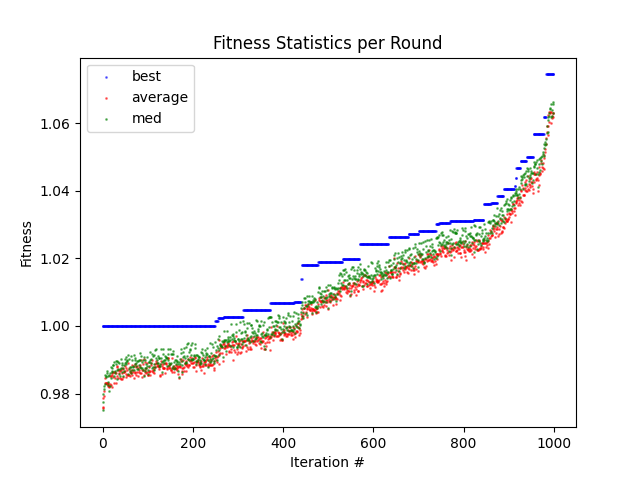 Fitness Statistics per Round
best
average
med
Fitness
1.06
1.04
1.02
1.00
0.98
0 200 400 600 800 1000
Iteration #